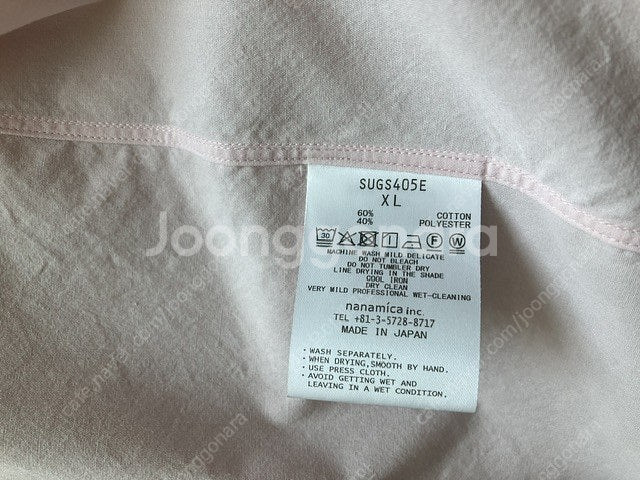 SUGS405E
XL
60% COTTON
40% POLYESTER
Joonggonara
30
F W
MACHINE WASH MILD DELICATE
DO NOT BLEACH
DO NOT TUMBLER DRY
LINE DRYING IN THE SHADE
COOL IRON
DRY CLEAN
VERY MILD PROFESSIONAL WET-CLEANING
nanamica inc.
TEL +81-3-5728-8717
MADE IN JAPAN
・WASH SEPARATELY.
・WHEN DRYING,SMOOTH BY HAND.
・USE PRESS CLOTH.
・AVOID GETTING WET AND
LEAVING IN A WET CONDITION.